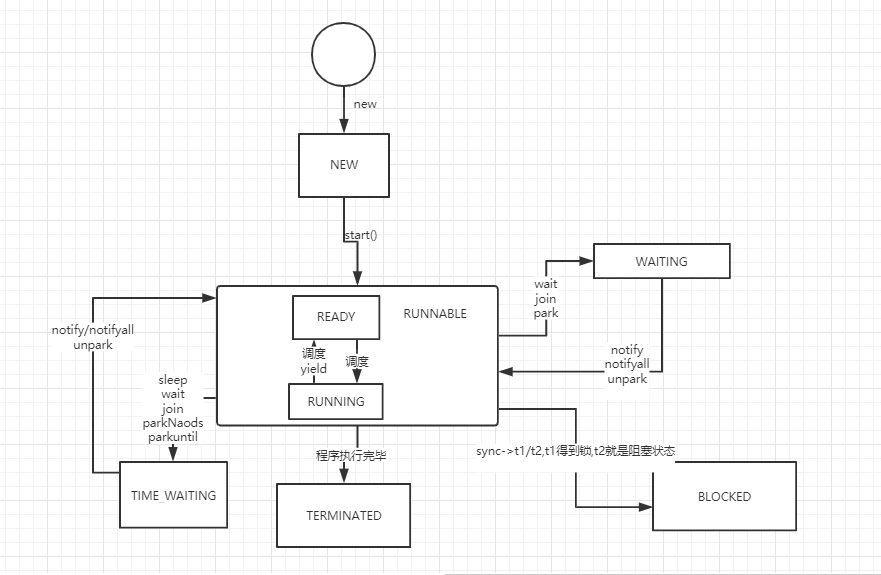 new
NEW
start()
WAITING
wait
join
park
READY
RUNNABLE
notify/notifyall
unpark
调度
yield
调度
notify
notifyall
unpark
sleep
wait
join
parkNaods
parkuntil
RUNNING
程序执行完毕
sync->t1/t2,t1得到锁,t2就是阻塞状态
TIME_WAITING
TERMINATED
BLOCKED